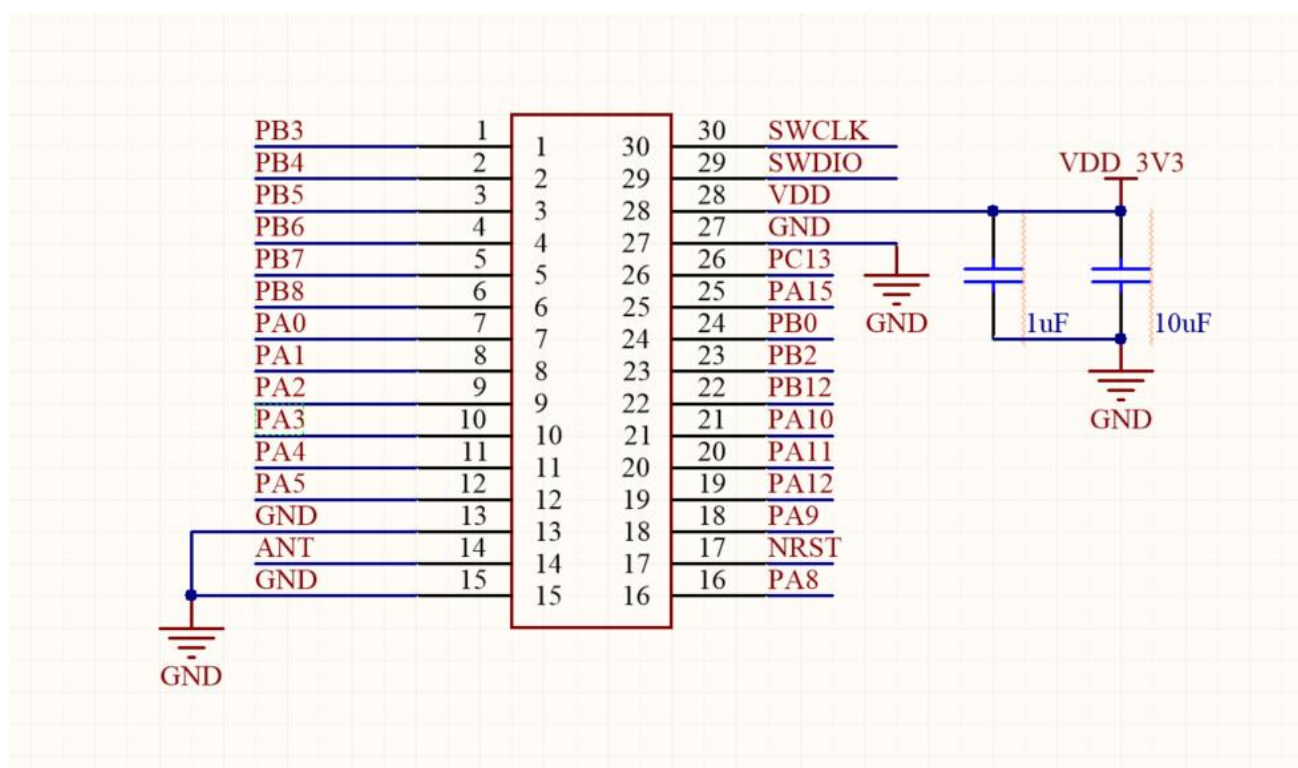 PB3 1 1 30 30 SWCLK
PB4 2 2 29 29 SWDIO VDD_3V3
PB5 3 3 28 28 VDD
PB6 4 4 27 27 GND
PB7 5 5 26 26 PC13
PB8 6 6 25 25 PA15
PA0 7 7 24 24 PB0 GND 1uF 10uF
PA1 8 8 23 23 PB2
PA2 9 9 22 22 PB12
PA3 10 10 21 21 PA10 GND
PA4 11 11 20 20 PA11
PA5 12 12 19 19 PA12
GND 13 13 18 18 PA9
ANT 14 14 17 17 NRST
GND 15 15 16 16 PA8
GND